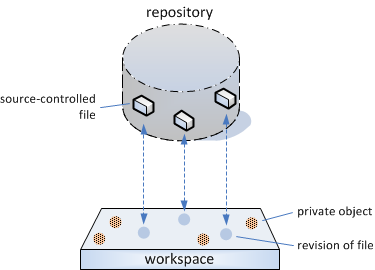 repository
source-controlled
file
private object
revision of file
workspace